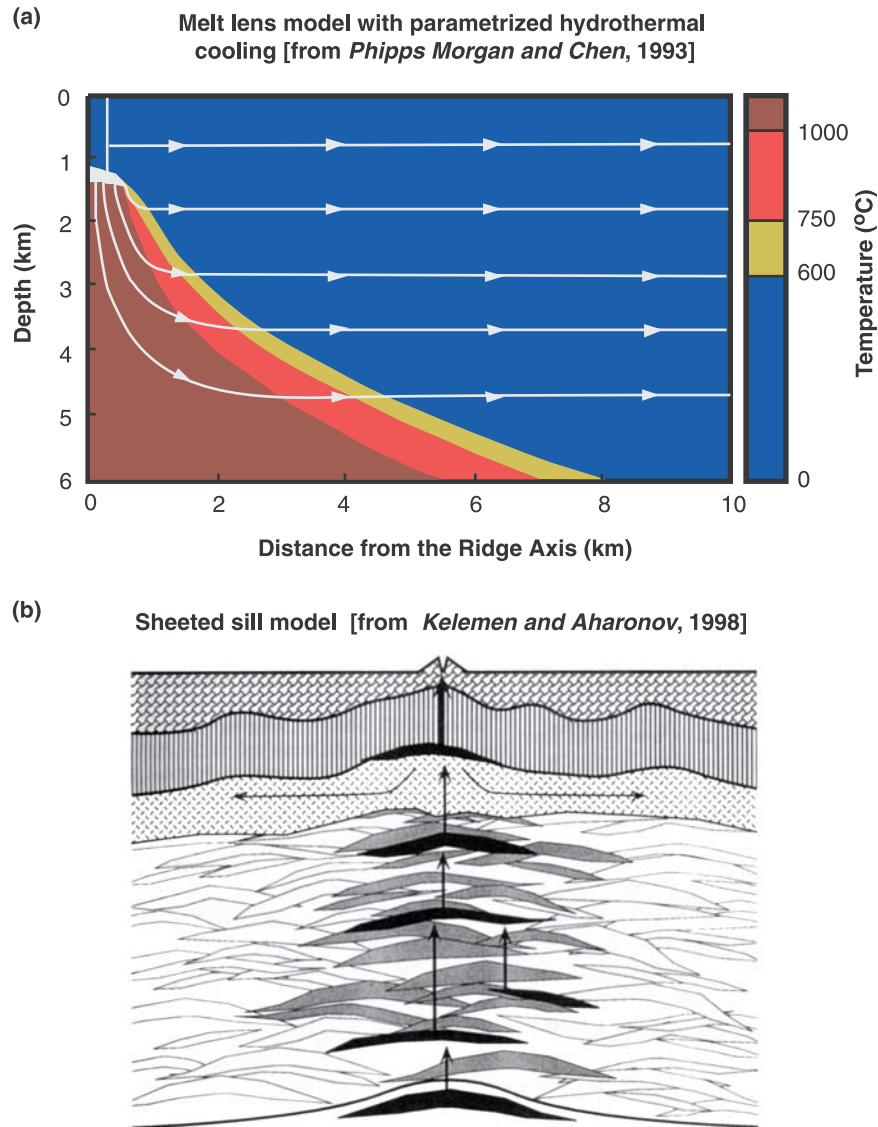 (a)
Melt lens model with parametrized hydrothermal
cooling [from Phipps Morgan and Chen, 1993]
0
1
2
3
4
5
6
Depth (km)
0
2
4
6
8
10
Distance from the Ridge Axis (km)
1000
750
600
0
Temperature (ºC)
(b)
Sheeted sill model [from Kelemen and Aharonov, 1998]